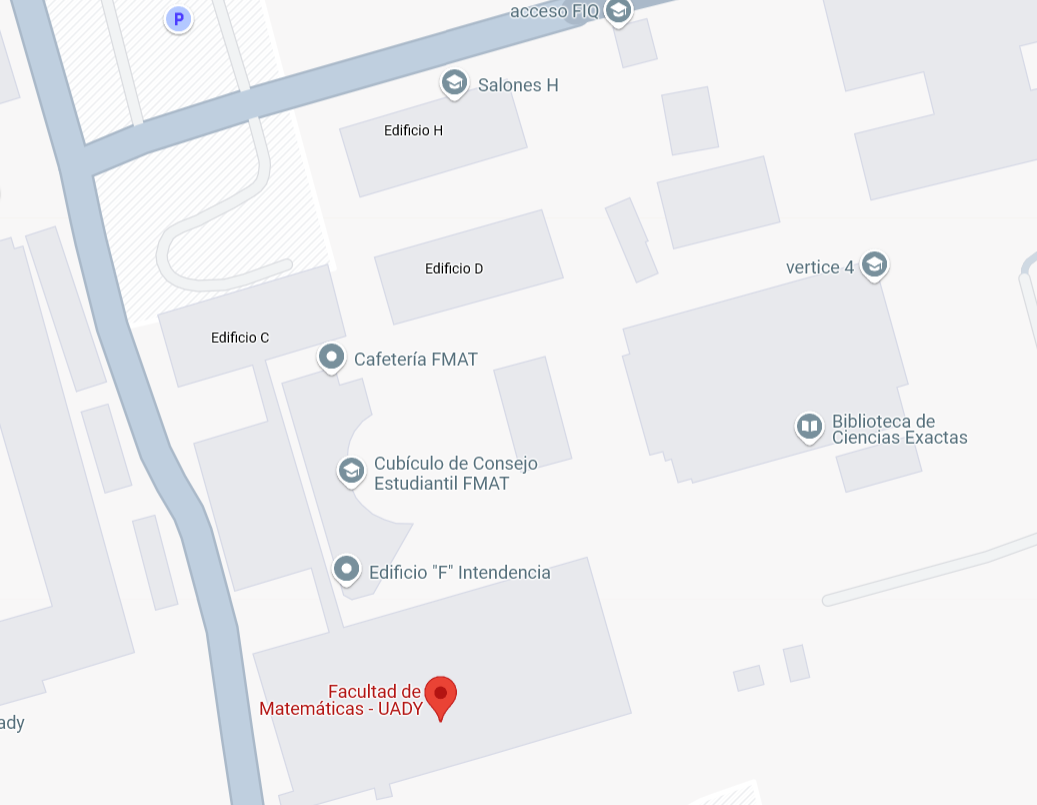 acceso FIQ
P
Salones H
Edificio H
Edificio D
vertice 4
Edificio C
Cafetería FMAT
Biblioteca de
Ciencias Exactas
Cubículo de Consejo
Estudiantil FMAT
Edificio "F" Intendencia
Facultad de
Matemáticas - UADY
ady